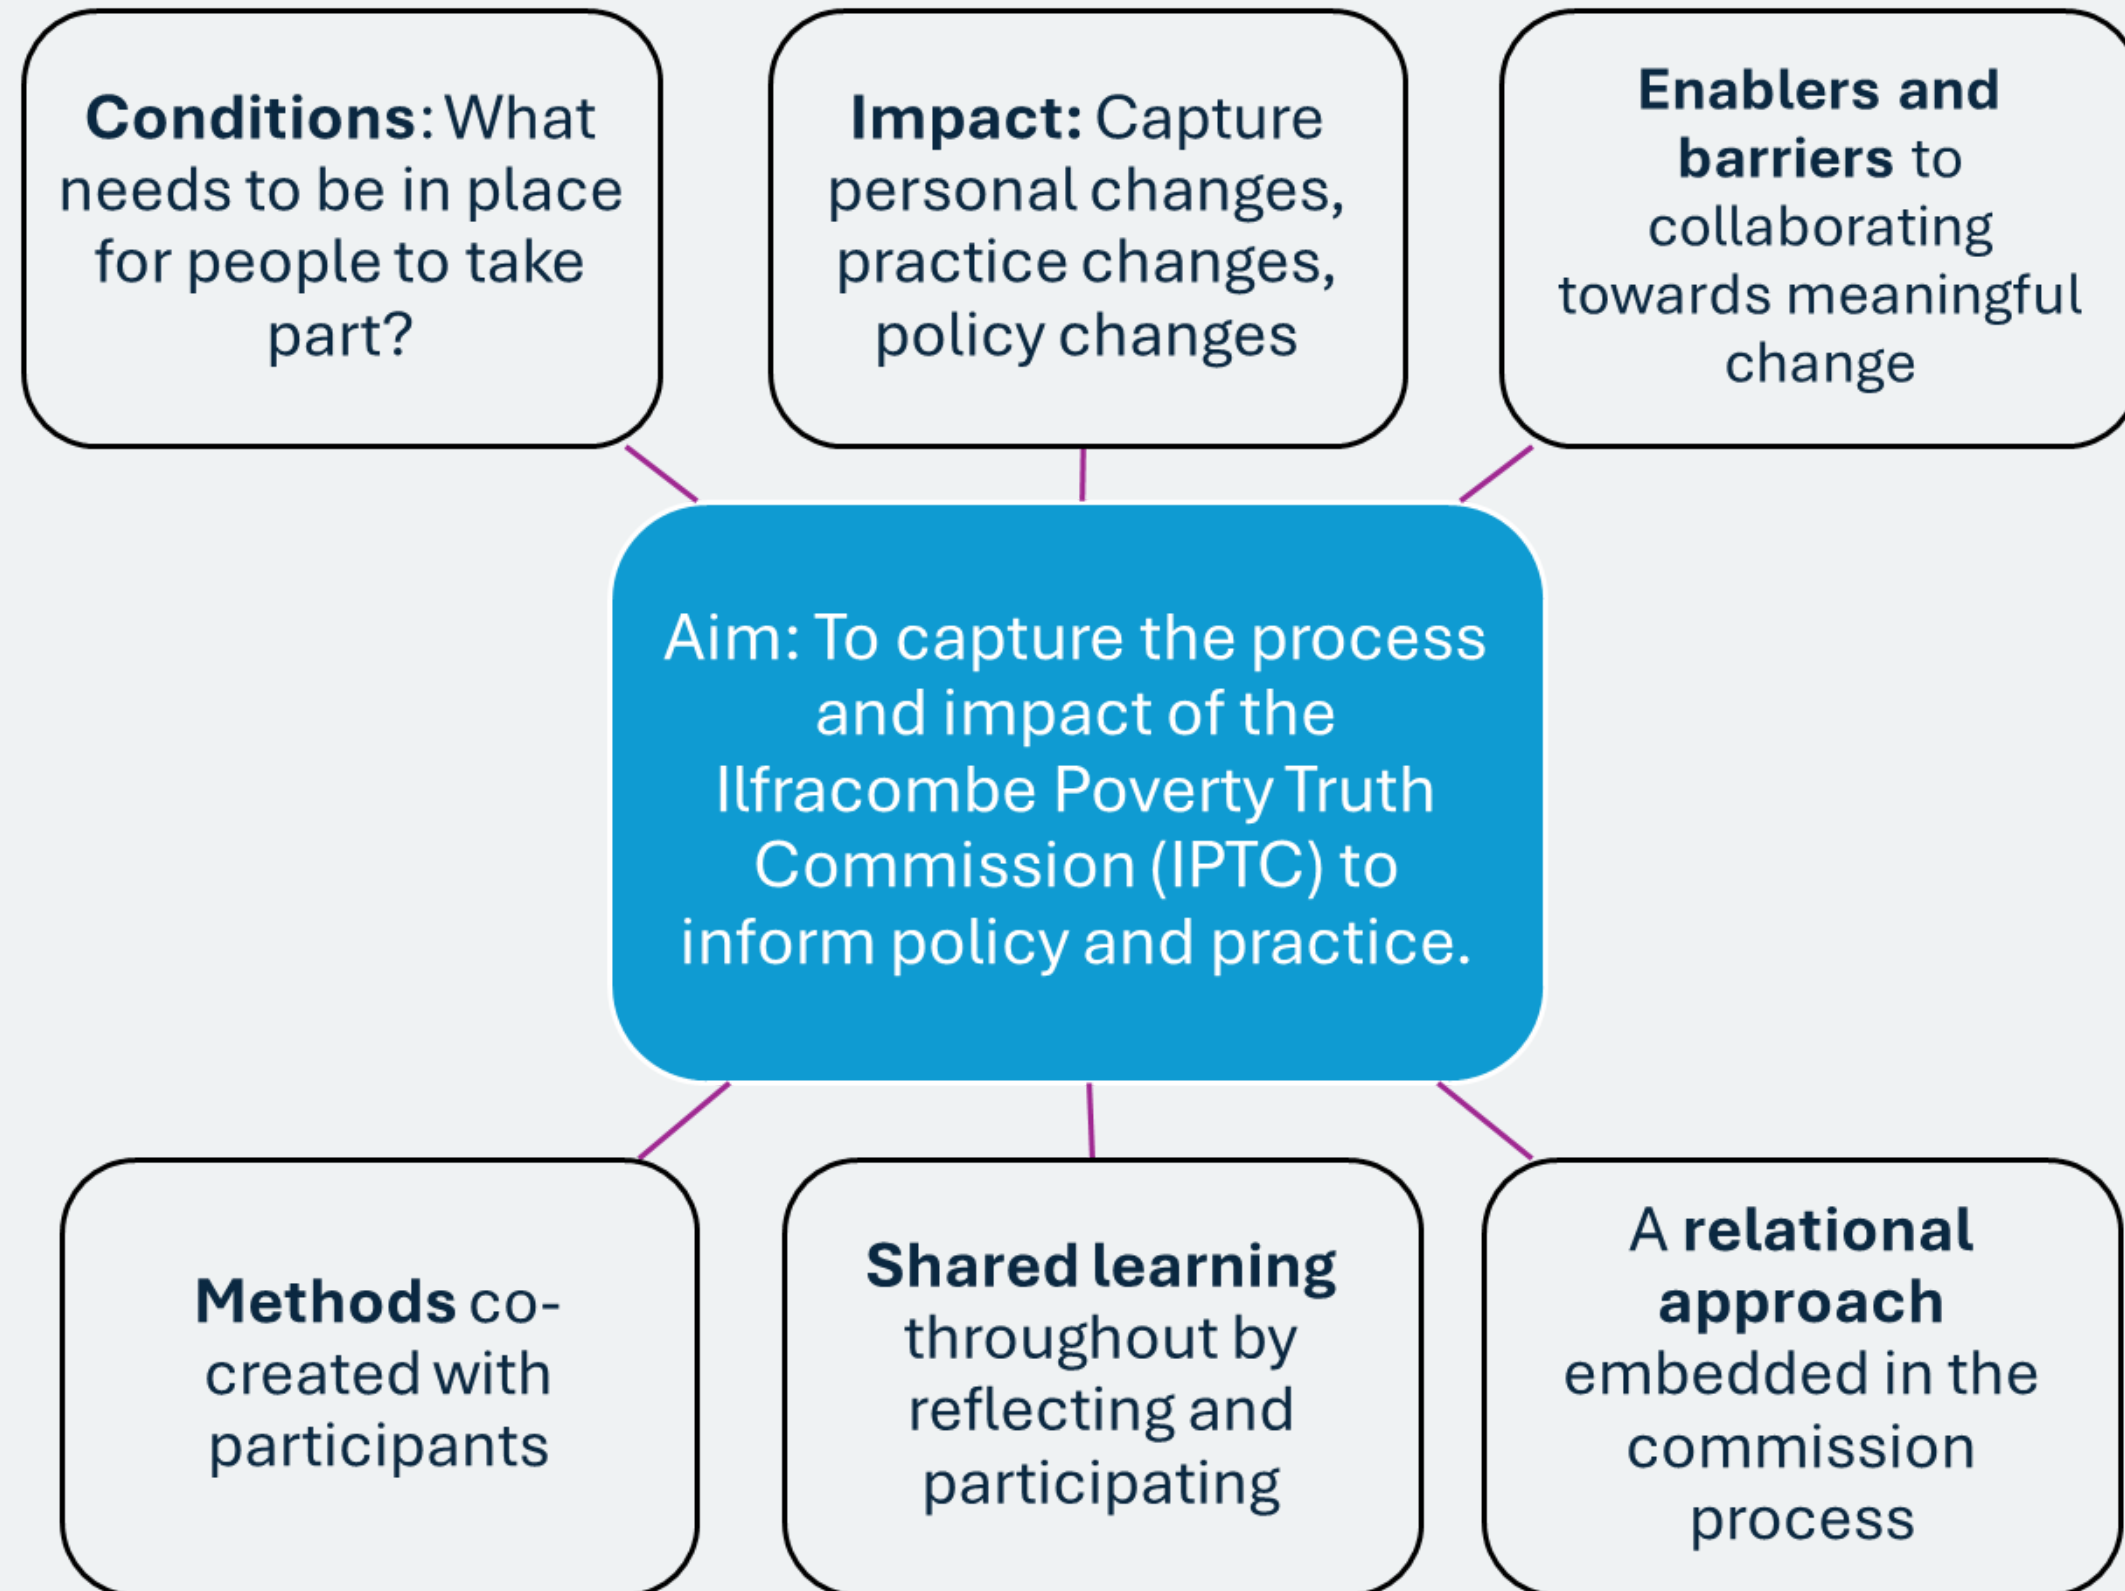 Conditions: What
needs to be in place
for people to take
part?
Impact: Capture
personal changes,
practice changes,
policy changes
Enablers and
barriers to
collaborating
towards meaningful
change
Aim: To capture the process
and impact of the
Ilfracombe Poverty Truth
Commission (IPTC) to
inform policy and practice.
Methods co-
created with
participants
Shared learning
throughout by
reflecting and
participating
A relational
approach
embedded in the
commission
process